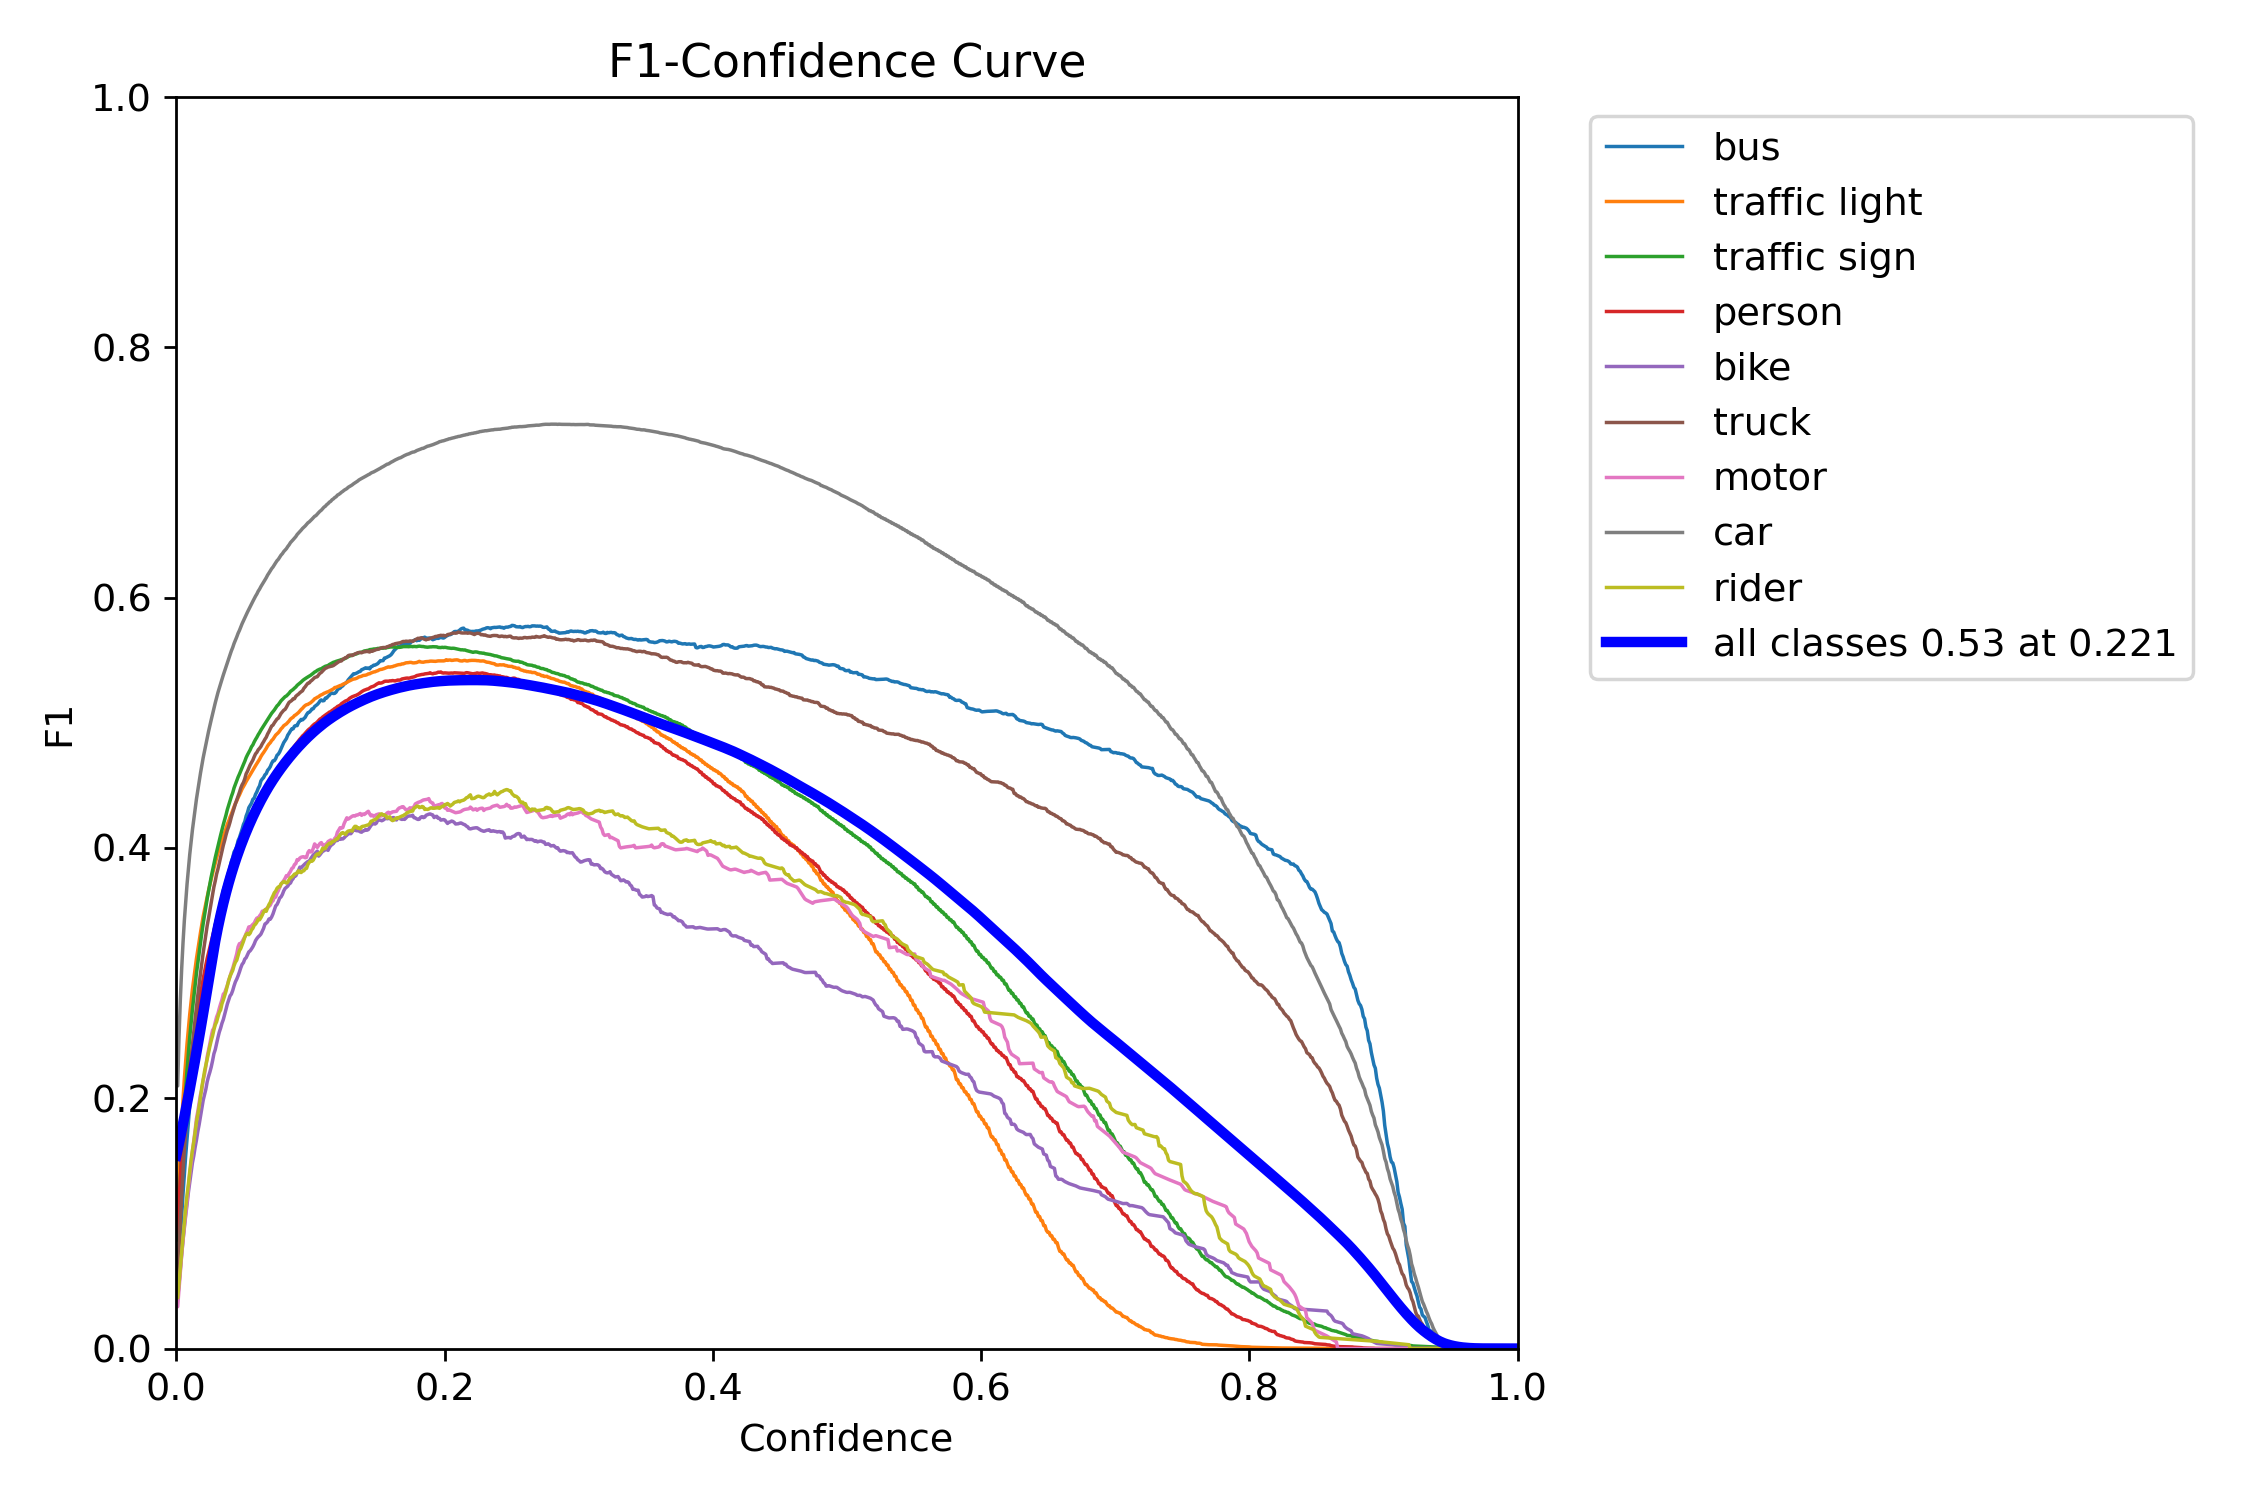 F1-Confidence Curve
1.0
0.8
0.6
0.4
0.2
0.0
F1
0.0 0.2 0.4 0.6 0.8 1.0
Confidence
bus
traffic light
traffic sign
person
bike
truck
motor
car
rider
all classes 0.53 at 0.221